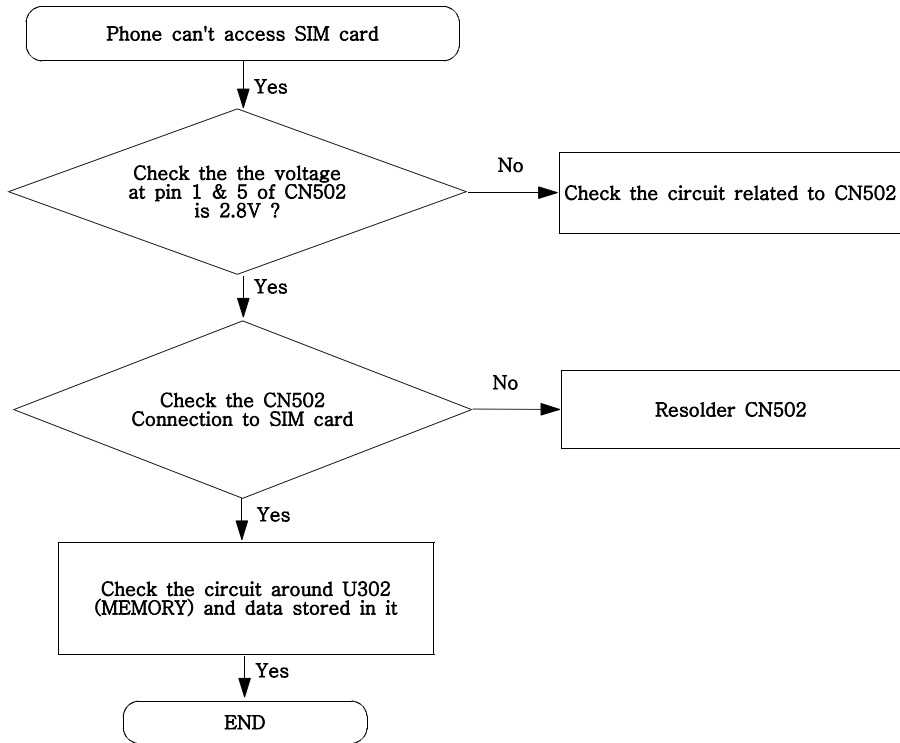 Phone can't access SIM card
Yes
Check the the voltage
at pin 1 & 5 of CN502
is 2.8V ?
No
Check the circuit related to CN502
Yes
Check the CN502
Connection to SIM card
No
Resolder CN502
Yes
Check the circuit around U302
(MEMORY) and data stored in it
Yes
END